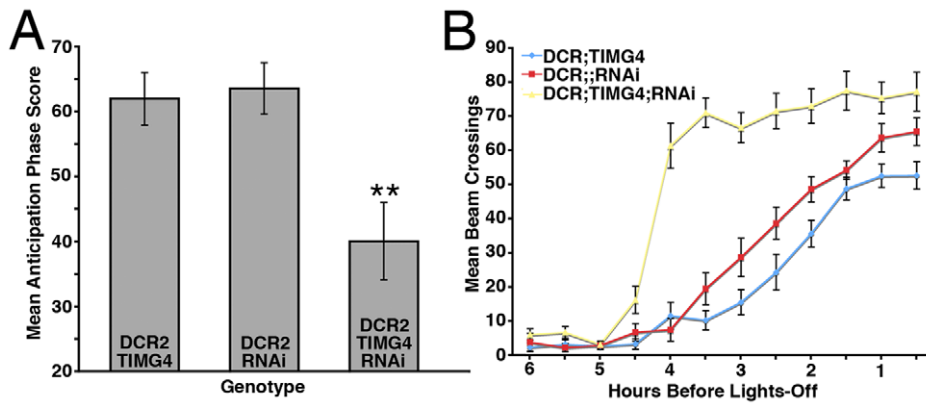 A
Mean Anticipation Phase Score
70
60
50
40
30
20
**
DCR2
TIMG4
DCR2
RNAi
DCR2
TIMG4
RNAi
Genotype
B
Mean Beam Crossings
90
80
70
60
50
40
30
20
10
0
DCR;TIMG4
DCR;;RNAi
DCR;TIMG4;RNAi
6 5 4 3 2 1
Hours Before Lights-Off